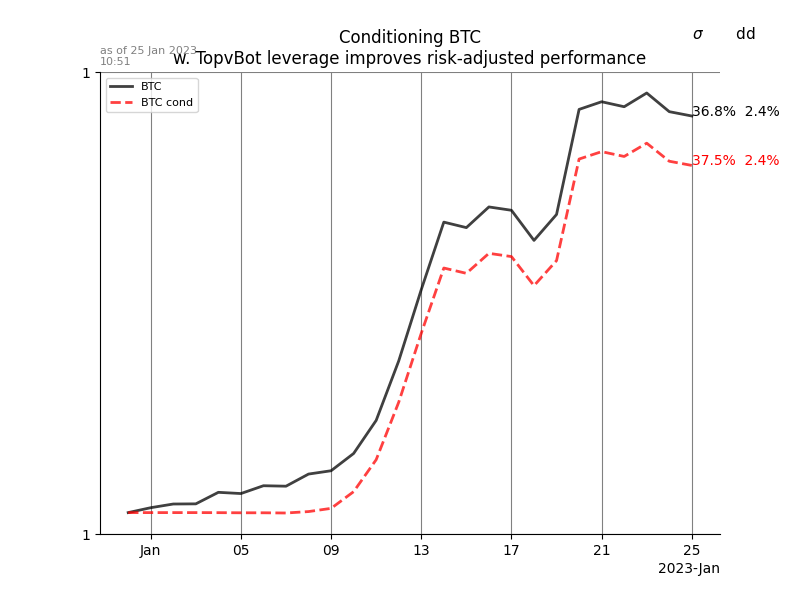 Conditioning BTC
w. TopvBot leverage improves risk-adjusted performance
σ dd
as of 25 Jan 2023
10:51
1
BTC
BTC cond
36.8% 2.4%
37.5% 2.4%
1
Jan 05 09 13 17 21 25
2023-Jan